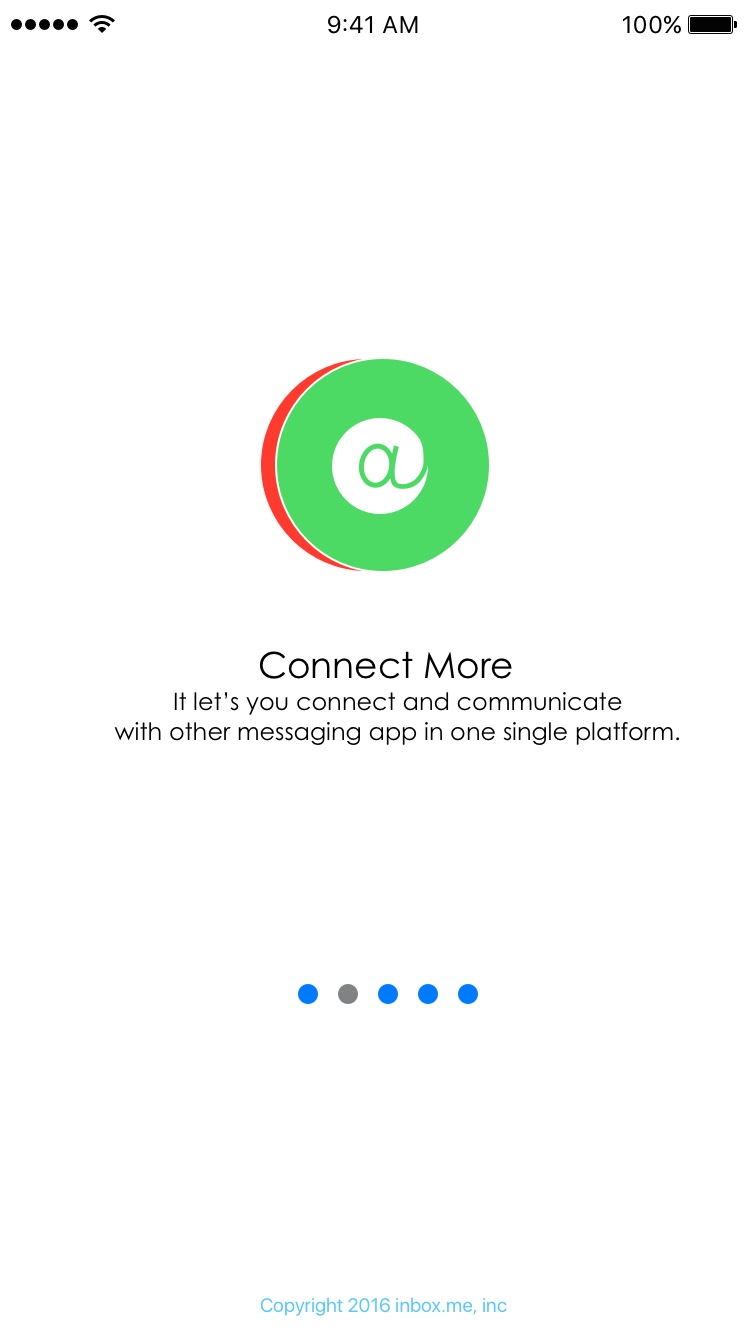 9:41 AM 100%
@
Connect More
It let’s you connect and communicate
with other messaging app in one single platform.
Copyright 2016 inbox.me, inc